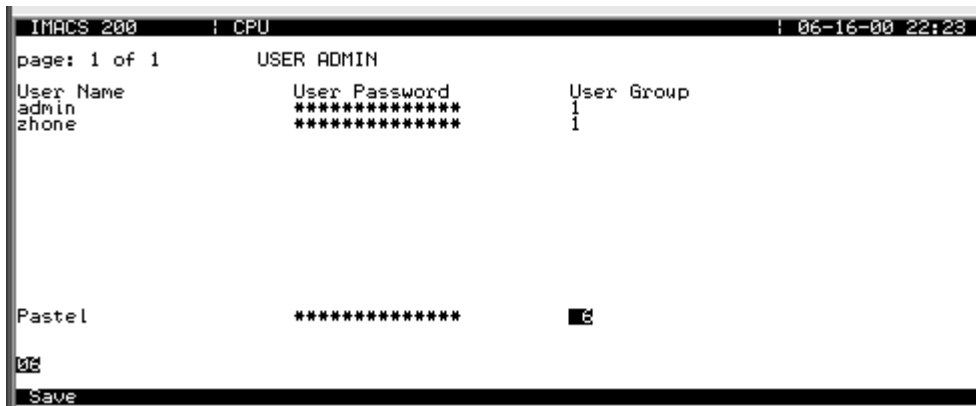 IMACS 200 ¦ CPU ¦ 06-16-00 22:23
page: 1 of 1 USER ADMIN
User Name User Password User Group
admin ************** 1
zhone ************** 1
Pastel ************** 6
06
Save